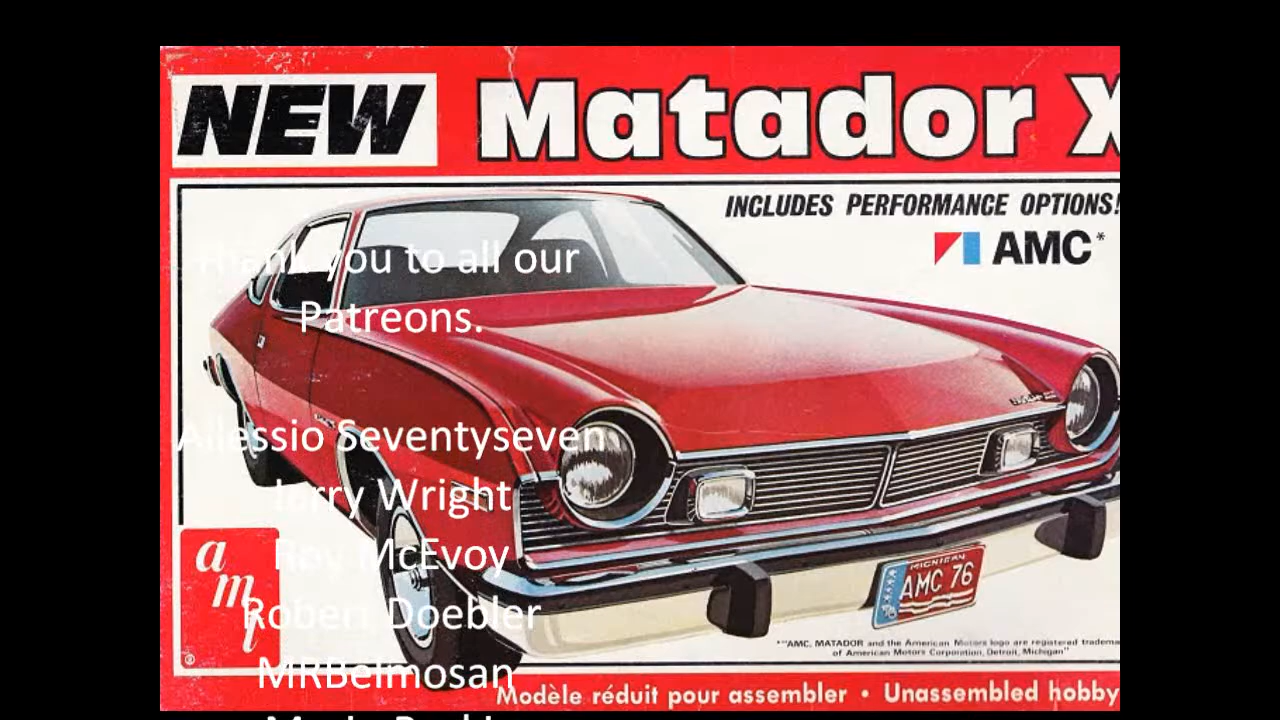 NEW Matador X
INCLUDES PERFORMANCE OPTIONS!
AMC*
Thank you to all our
Patreons.
Ailessio Seventyseven
Jerry Wright
Roy McEvoy
MICHIGAN
AMC 76
amt
Robert Doebler
*"AMC, MATADOR and the American Motors logo are registered tradema
of American Motors Corporation, Detroit, Michigan"
MRBelmosan
Modèle réduit pour assembler • Unassembled hobby